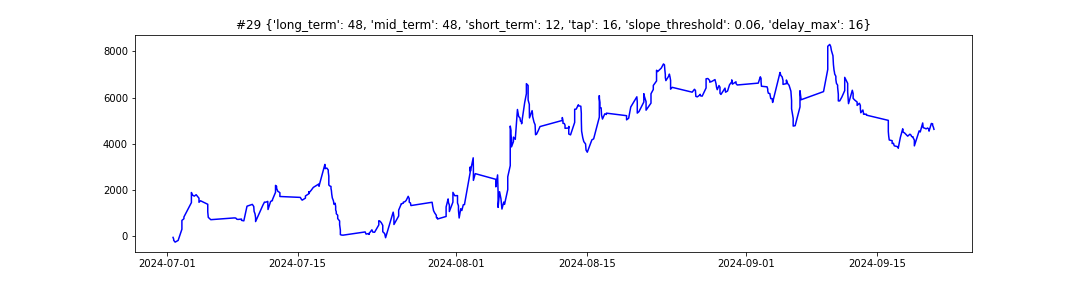 #29 {'long_term': 48, 'mid_term': 48, 'short_term': 12, 'tap': 16, 'slope_threshold': 0.06, 'delay_max': 16}
8000
6000
4000
2000
0
2024-07-01 2024-07-15 2024-08-01 2024-08-15 2024-09-01 2024-09-15